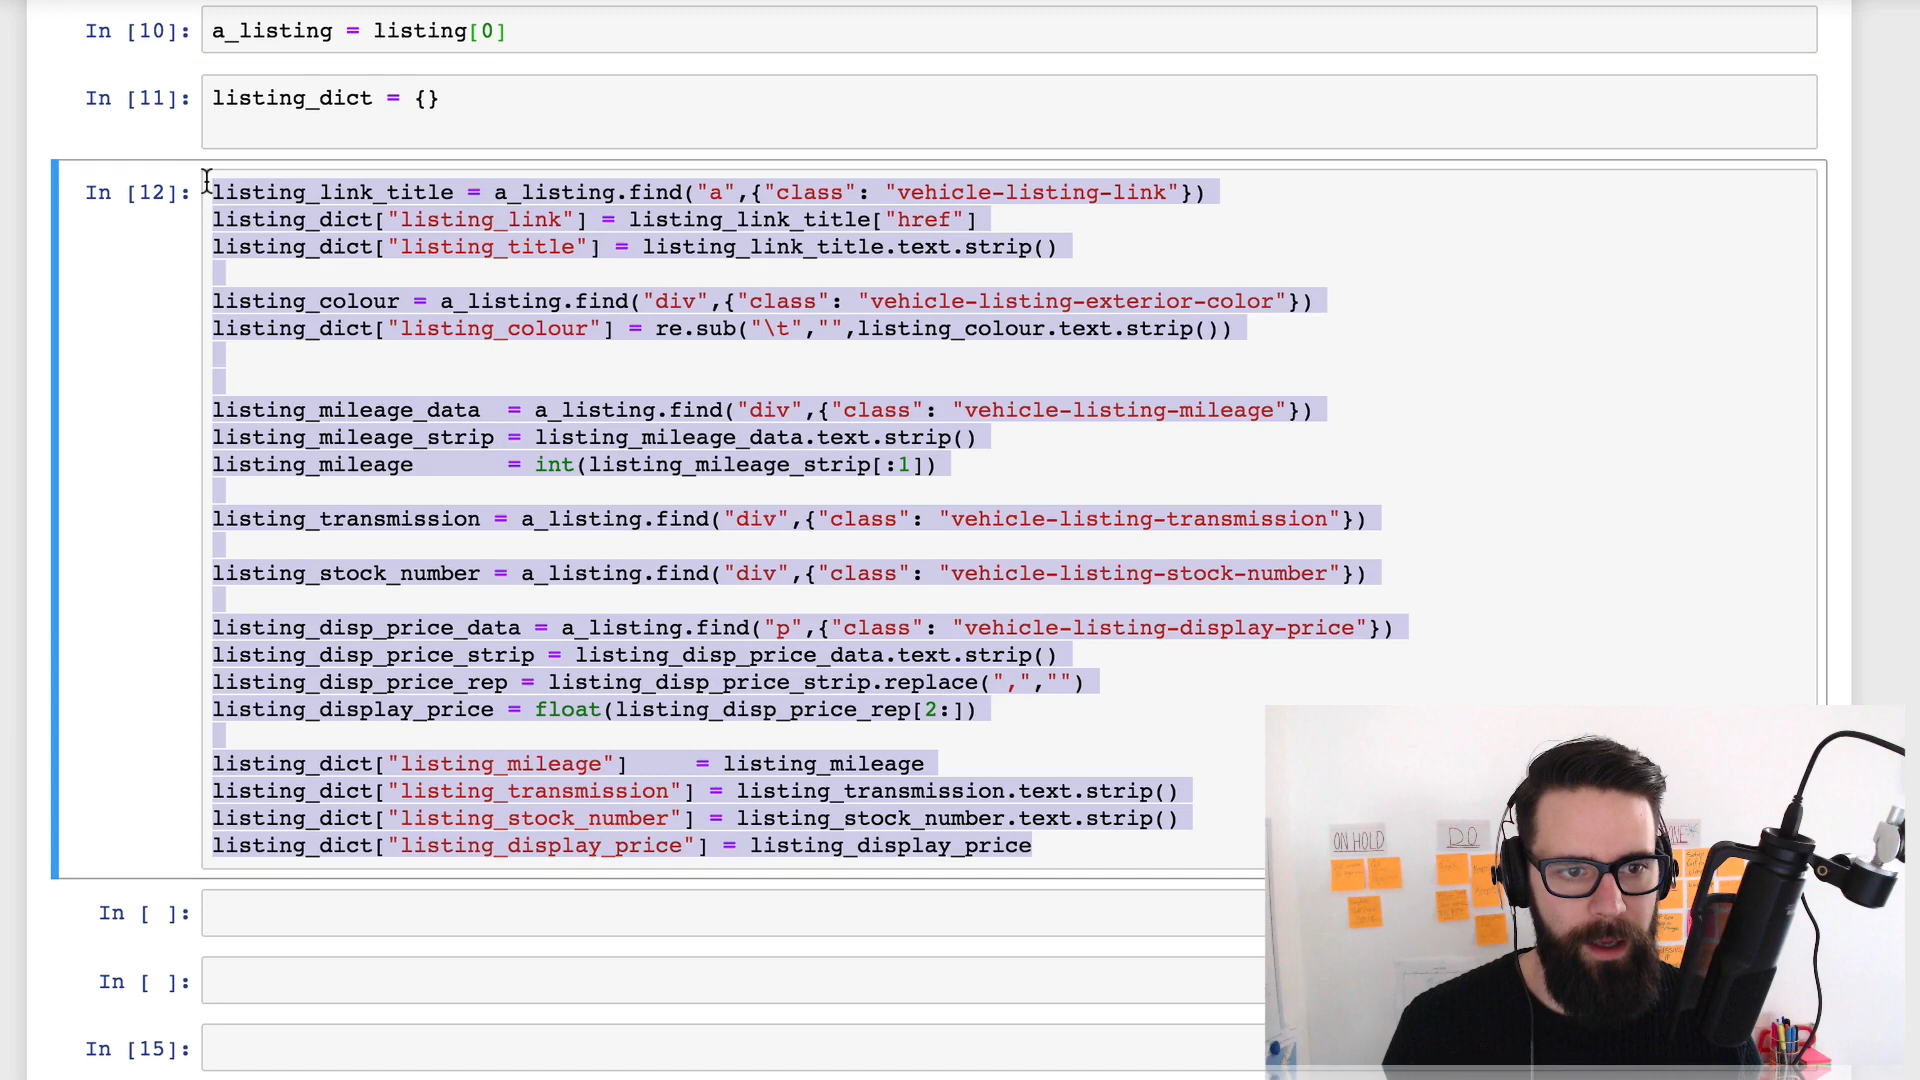 In [10]: a_listing = listing[0]
In [11]: listing_dict = {}
In [12]: listing_link_title = a_listing.find("a",{"class": "vehicle-listing-link"})
listing_dict["listing_link"] = listing_link_title["href"]
listing_dict["listing_title"] = listing_link_title.text.strip()
listing_colour = a_listing.find("div",{"class": "vehicle-listing-exterior-color"})
listing_dict["listing_colour"] = re.sub("\t","",listing_colour.text.strip())
listing_mileage_data  = a_listing.find("div",{"class": "vehicle-listing-mileage"})
listing_mileage_strip = listing_mileage_data.text.strip()
listing_mileage       = int(listing_mileage_strip[:1])
listing_transmission = a_listing.find("div",{"class": "vehicle-listing-transmission"})
listing_stock_number = a_listing.find("div",{"class": "vehicle-listing-stock-number"})
listing_disp_price_data = a_listing.find("p",{"class": "vehicle-listing-display-price"})
listing_disp_price_strip = listing_disp_price_data.text.strip()
listing_disp_price_rep = listing_disp_price_strip.replace(",","")
listing_display_price = float(listing_disp_price_rep[2:])
listing_dict["listing_mileage"]     = listing_mileage
listing_dict["listing_transmission"] = listing_transmission.text.strip()
listing_dict["listing_stock_number"] = listing_stock_number.text.strip()
listing_dict["listing_display_price"] = listing_display_price
In [ ]:
In [ ]:
In [15]:
ON HOLD
DO